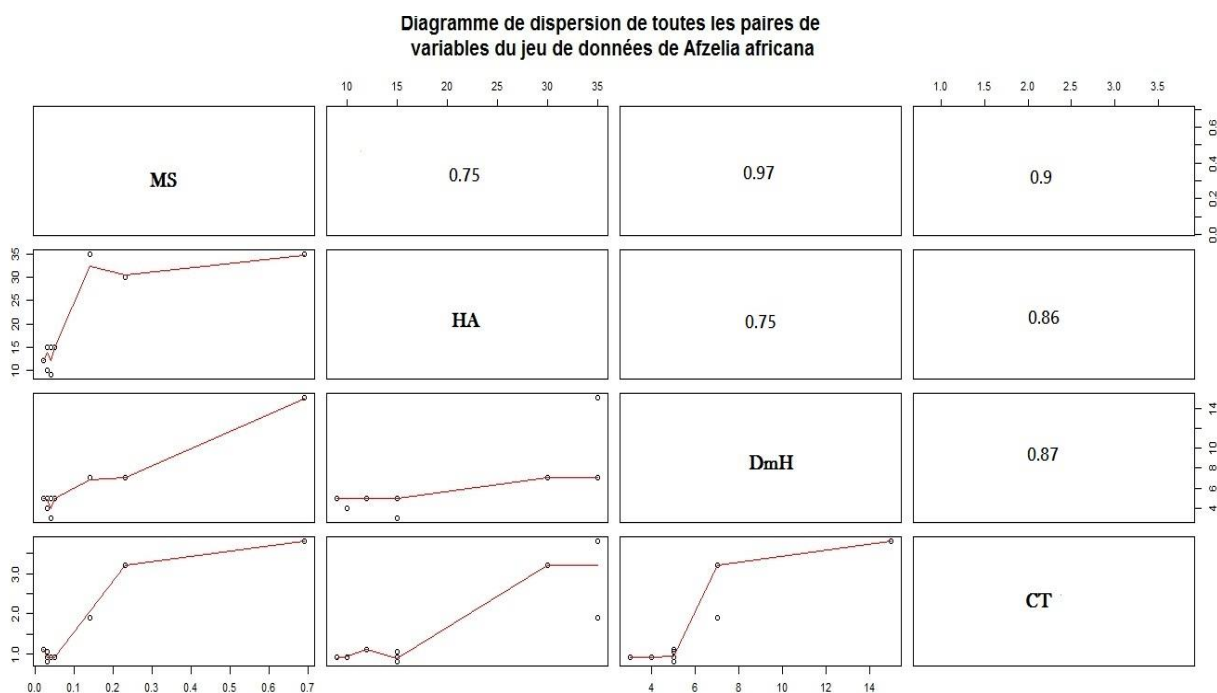 Diagramme de dispersion de toutes les paires de
variables du jeu de données de Afzelia africana
10 15 20 25 30 35
1.0 1.5 2.0 2.5 3.0 3.5
MS
0.75
0.97
0.9
0.0 0.2 0.4 0.6
10 15 20 25 30 35
HA
0.75
0.86
DmH
0.87
4 6 8 10 14
1.0 2.0 3.0
CT
0.0 0.1 0.2 0.3 0.4 0.5 0.6 0.7
4 6 8 10 12 14